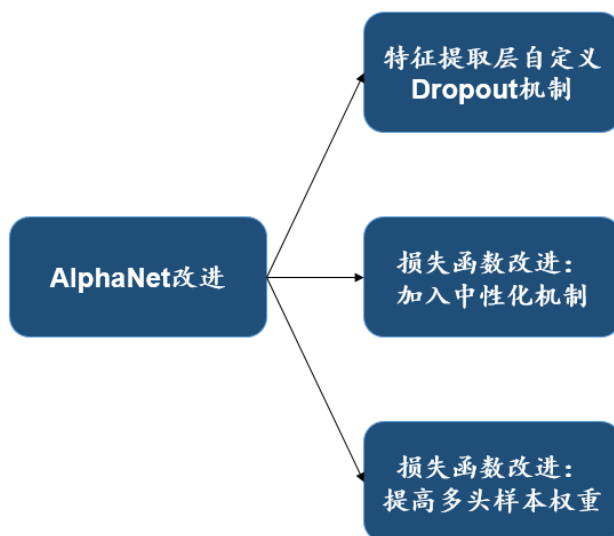 特征提取层自定义
Dropout机制
AlphaNet改进
损失函数改进：
加入中性化机制
损失函数改进：
提高多头样本权重